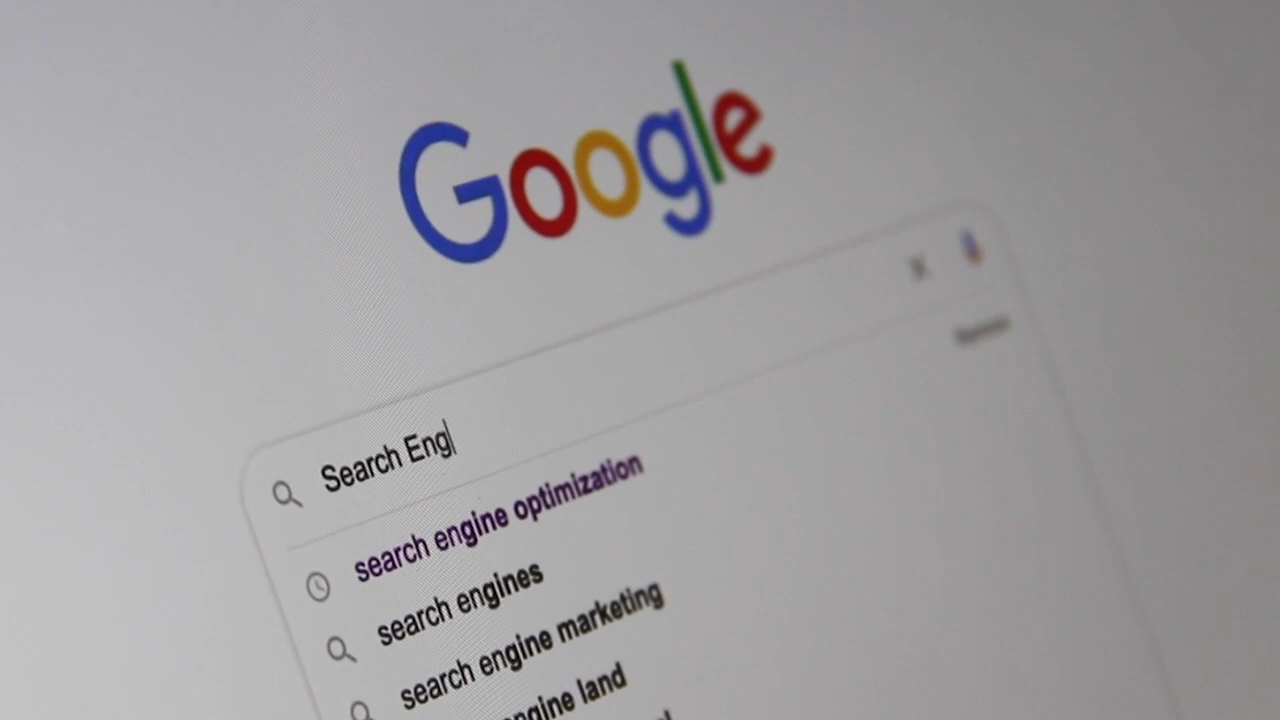 Google
Search Eng
search engine optimization
search engines
search engine marketing
engine land